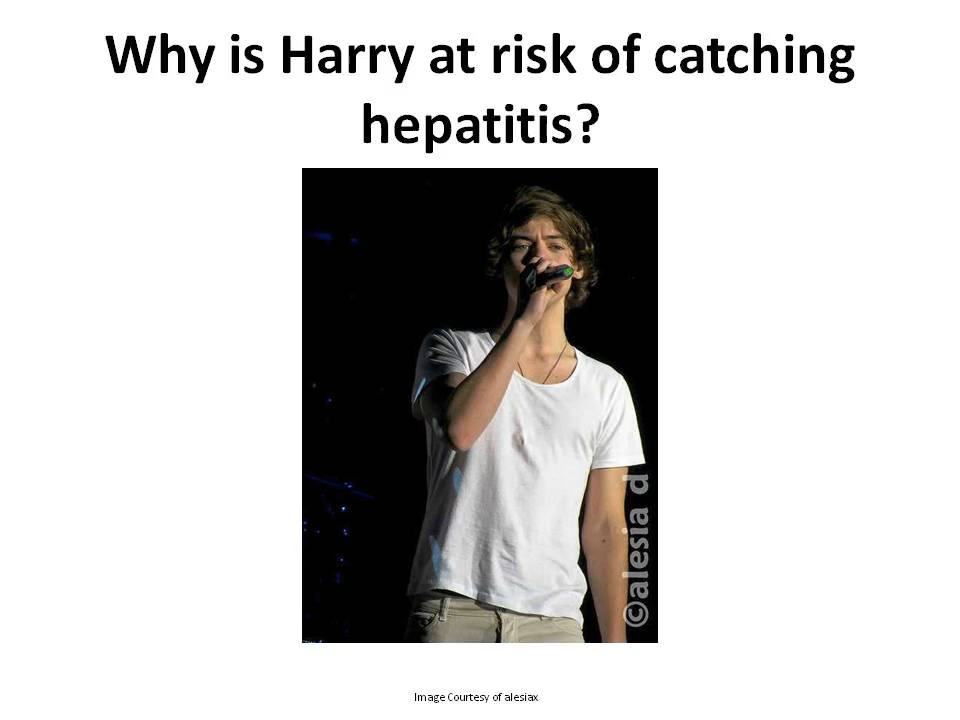 Why is Harry at risk of catching
hepatitis?
©alesia d
Image Courtesy of alesiax